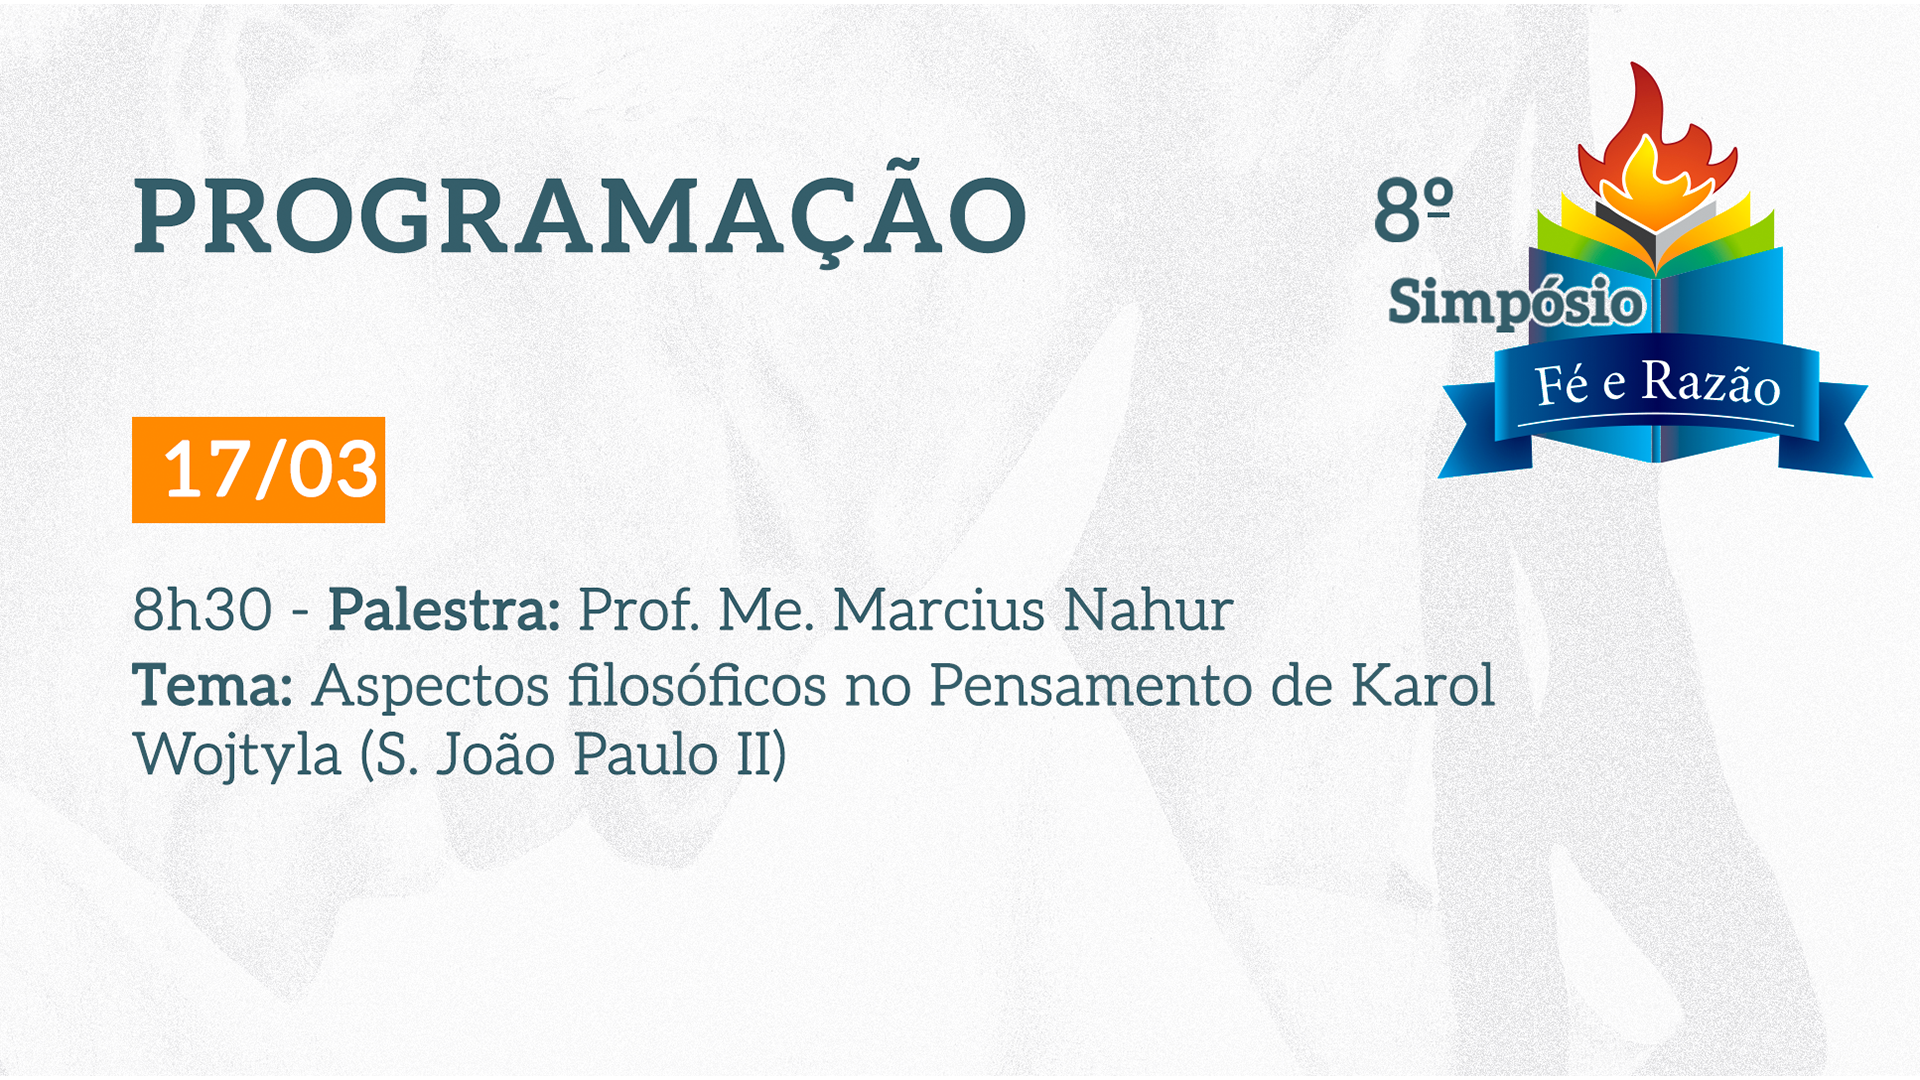 PROGRAMAÇÃO
8º
Simpósio
Fé e Razão
17/03
8h30 - Palestra: Prof. Me. Marcius Nahur
Tema: Aspectos filosóficos no Pensamento de Karol
Wojtyla (S. João Paulo II)